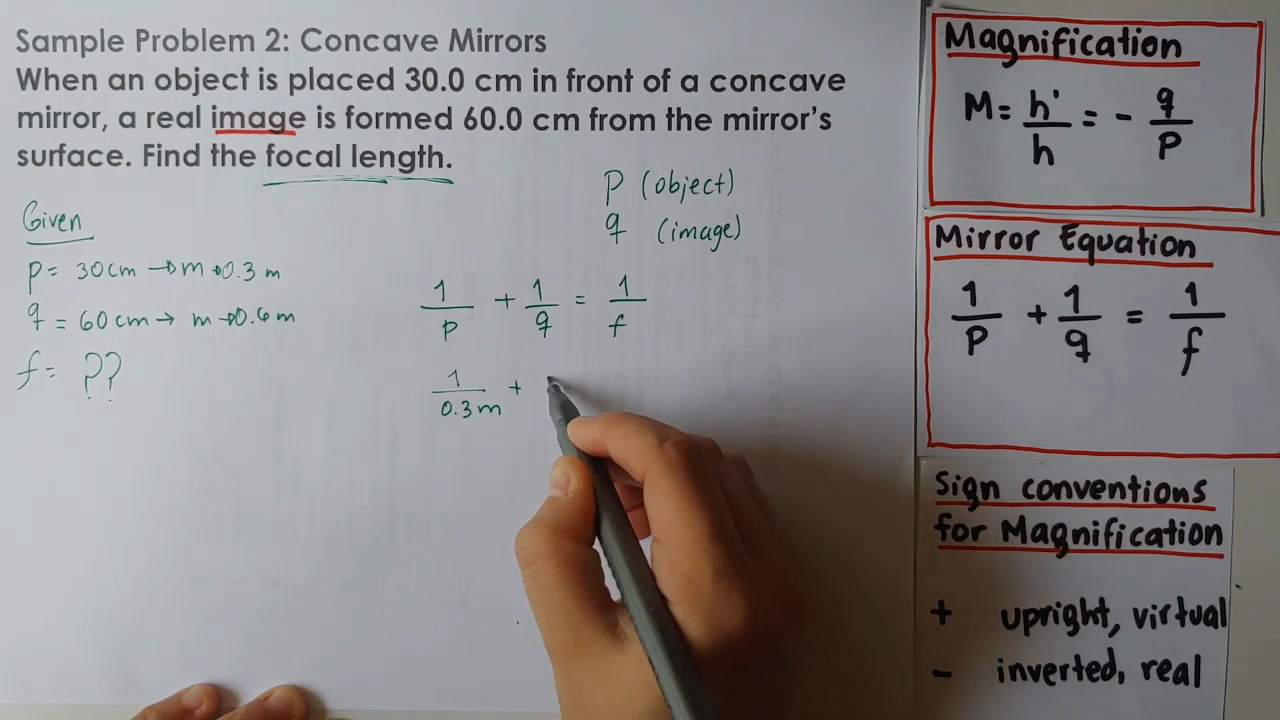 Sample Problem 2: Concave Mirrors
When an object is placed 30.0 cm in front of a concave
mirror, a real image is formed 60.0 cm from the mirror's
surface. Find the focal length.
Given
p = 30 cm → m → 0.3 m
q = 60 cm → m → 0.6 m
f = ??
p (object)
q (image)
1/p + 1/q = 1/f
1/0.3 m +
Magnification
M = h'/h = - q/p
Mirror Equation
1/p + 1/q = 1/f
Sign conventions
for Magnification
+ upright, virtual
- inverted, real